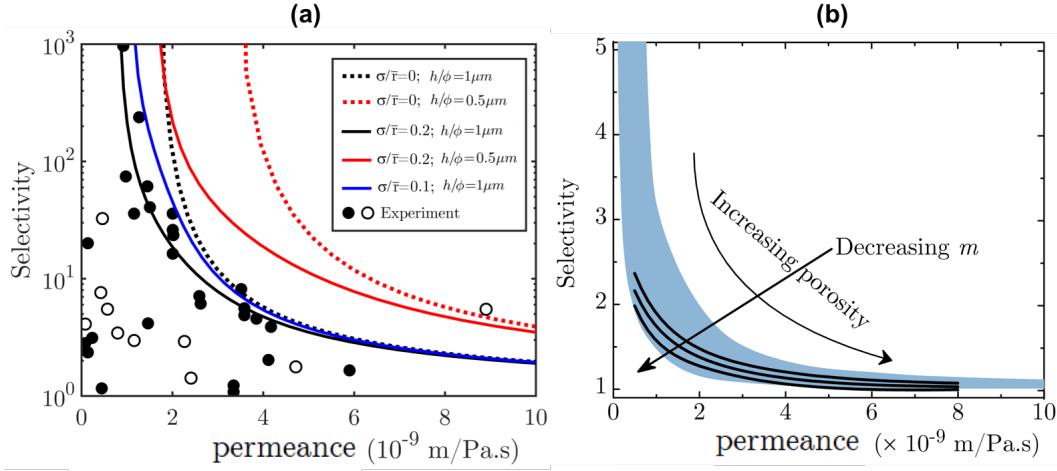 (a)
10^3
10^2
10^1
10^0
Selectivity
0
2
4
6
8
10
permeance (10^-9 m/Pa.s)
σ/r̄=0; h/ϕ=1μm
σ/r̄=0; h/ϕ=0.5μm
σ/r̄=0.2; h/ϕ=1μm
σ/r̄=0.2; h/ϕ=0.5μm
σ/r̄=0.1; h/ϕ=1μm
Experiment
(b)
5
4
3
2
1
Selectivity
0
2
4
6
8
10
permeance (× 10^-9 m/Pa.s)
Increasing porosity
Decreasing m